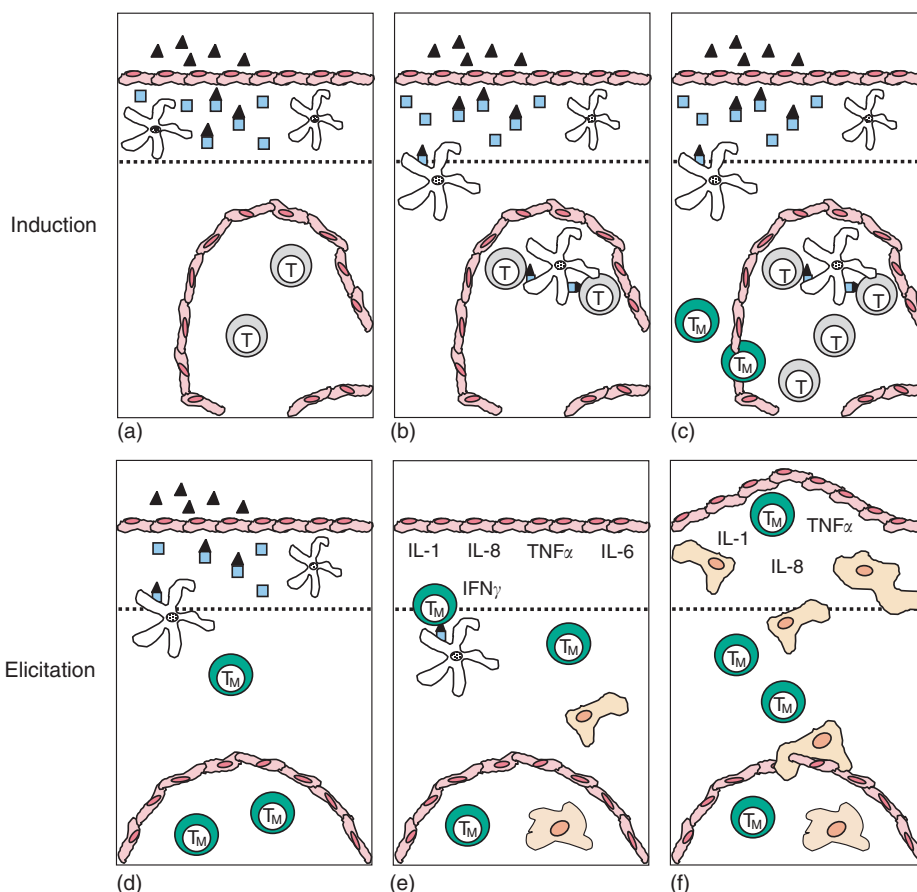 Induction
T
T
(a)
T
T
(b)
T
T
T
T
TM
TM
(c)
Elicitation
TM
TM
TM
(d)
IL-1 IL-8 TNFα IL-6
IFNγ
TM
TM
TM
(e)
TM
TNFα
IL-1
IL-8
TM
TM
TM
(f)